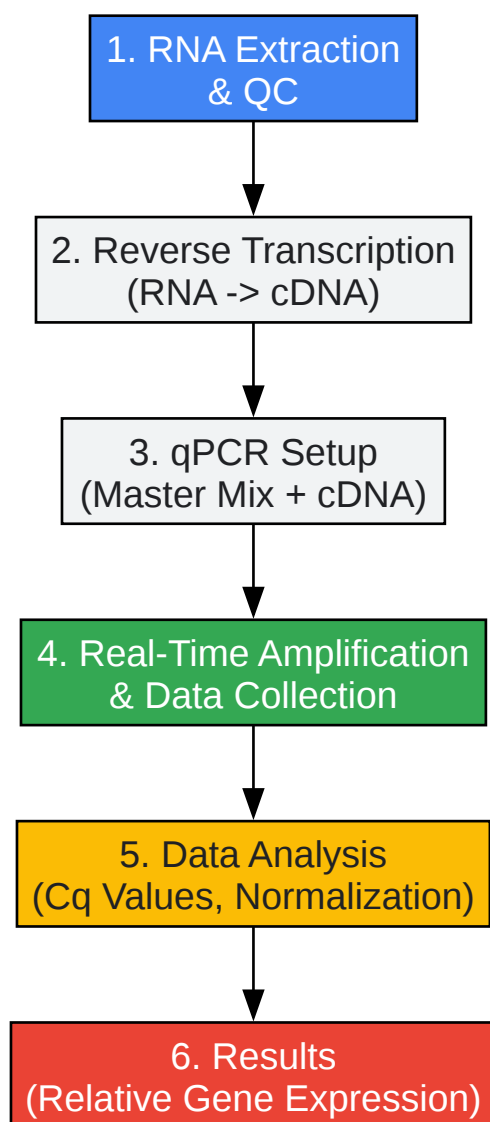 1. RNA Extraction
& QC
2. Reverse Transcription
(RNA -> cDNA)
3. qPCR Setup
(Master Mix + cDNA)
4. Real-Time Amplification
& Data Collection
5. Data Analysis
(Cq Values, Normalization)
6. Results
(Relative Gene Expression)